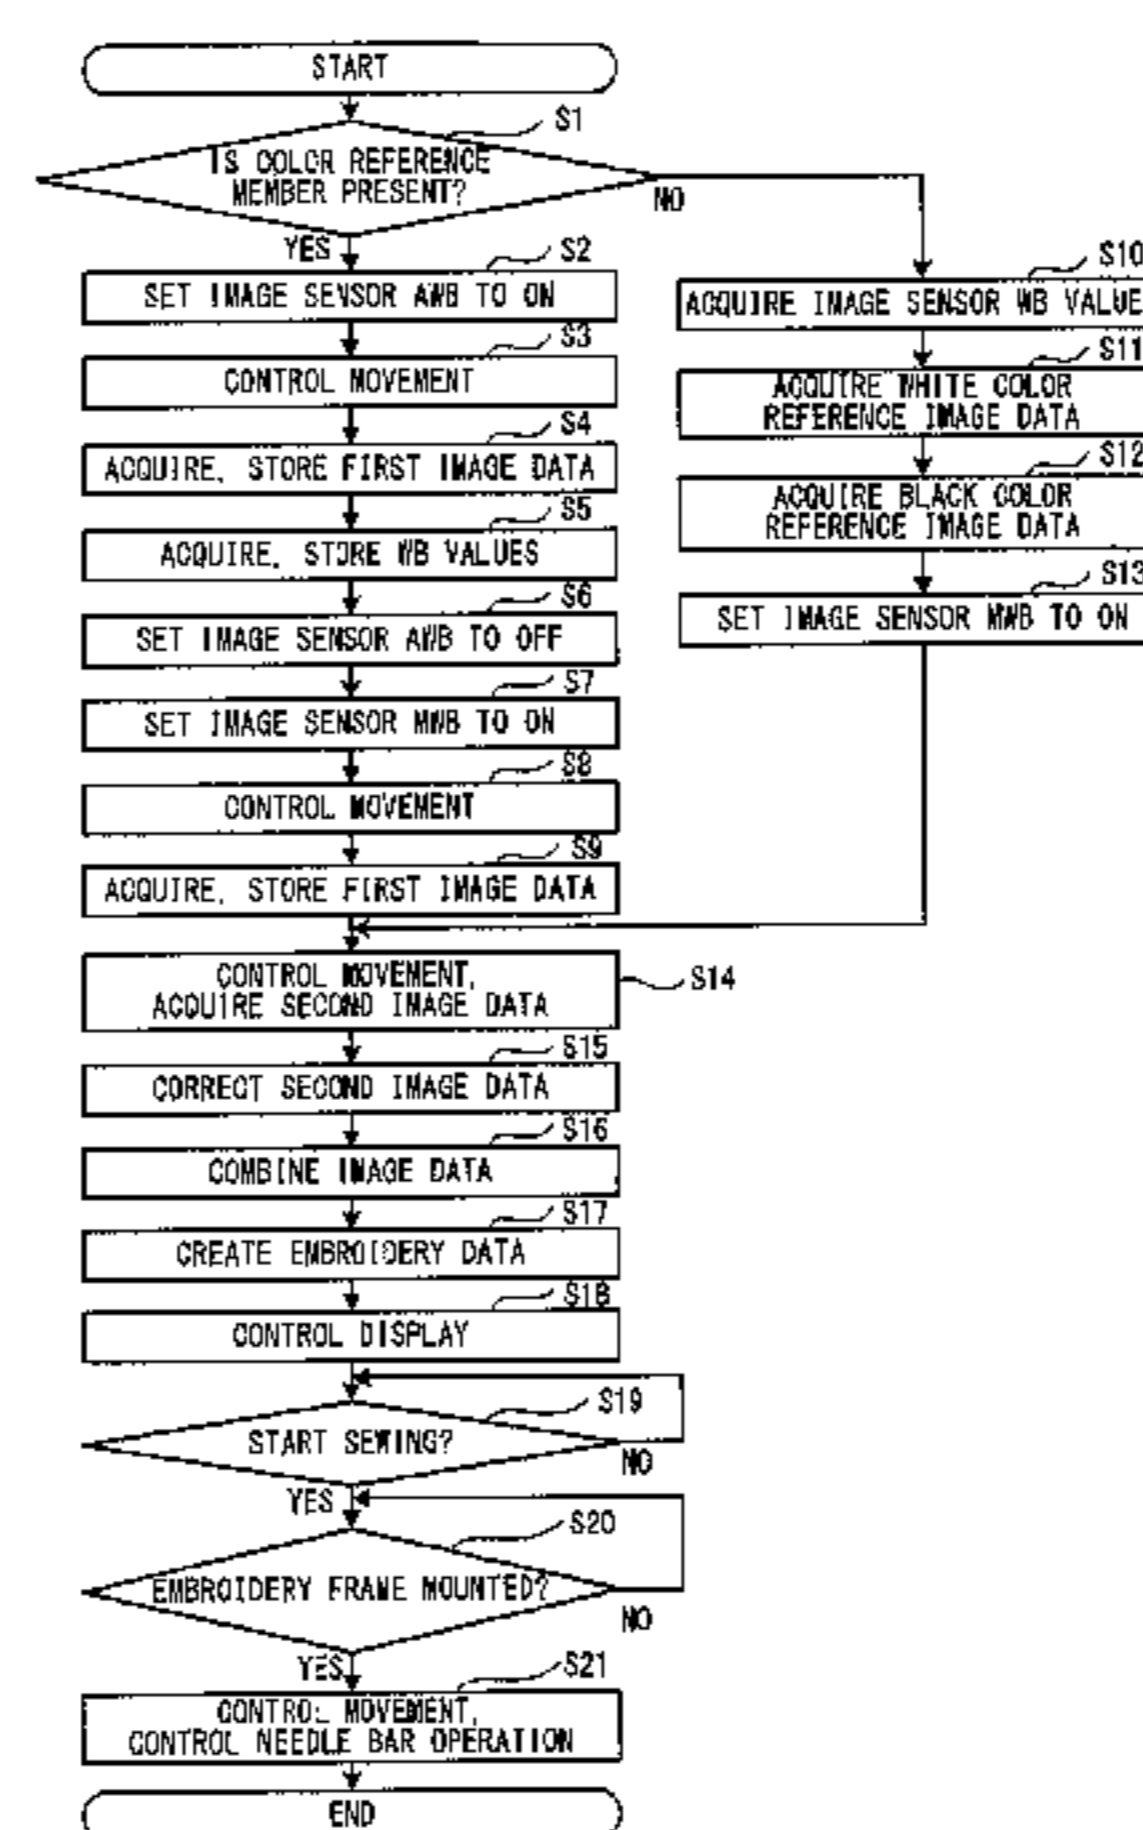 START
S1
IS COLOR REFERENCE
MEMBER PRESENT?
NO
YES
S2
SET IMAGE SENSOR AWB TO ON
S3
CONTROL MOVEMENT
S4
ACQUIRE, STORE FIRST IMAGE DATA
S5
ACQUIRE, STORE WB VALUES
S6
SET IMAGE SENSOR AWB TO OFF
S7
SET IMAGE SENSOR MWB TO ON
S8
CONTROL MOVEMENT
S9
ACQUIRE, STORE FIRST IMAGE DATA
S10
ACQUIRE IMAGE SENSOR WB VALUE
S11
ACQUIRE WHITE COLOR
REFERENCE IMAGE DATA
S12
ACQUIRE BLACK COLOR
REFERENCE IMAGE DATA
S13
SET IMAGE SENSOR MWB TO ON
CONTROL MOVEMENT,
ACQUIRE SECOND IMAGE DATA
S14
S15
CORRECT SECOND IMAGE DATA
S16
COMBINE IMAGE DATA
S17
CREATE EMBROIDERY DATA
S18
CONTROL DISPLAY
S19
START SEWING?
NO
YES
S20
EMBROIDERY FRAME MOUNTED?
NO
YES
S21
CONTROL MOVEMENT,
CONTROL NEEDLE BAR OPERATION
END